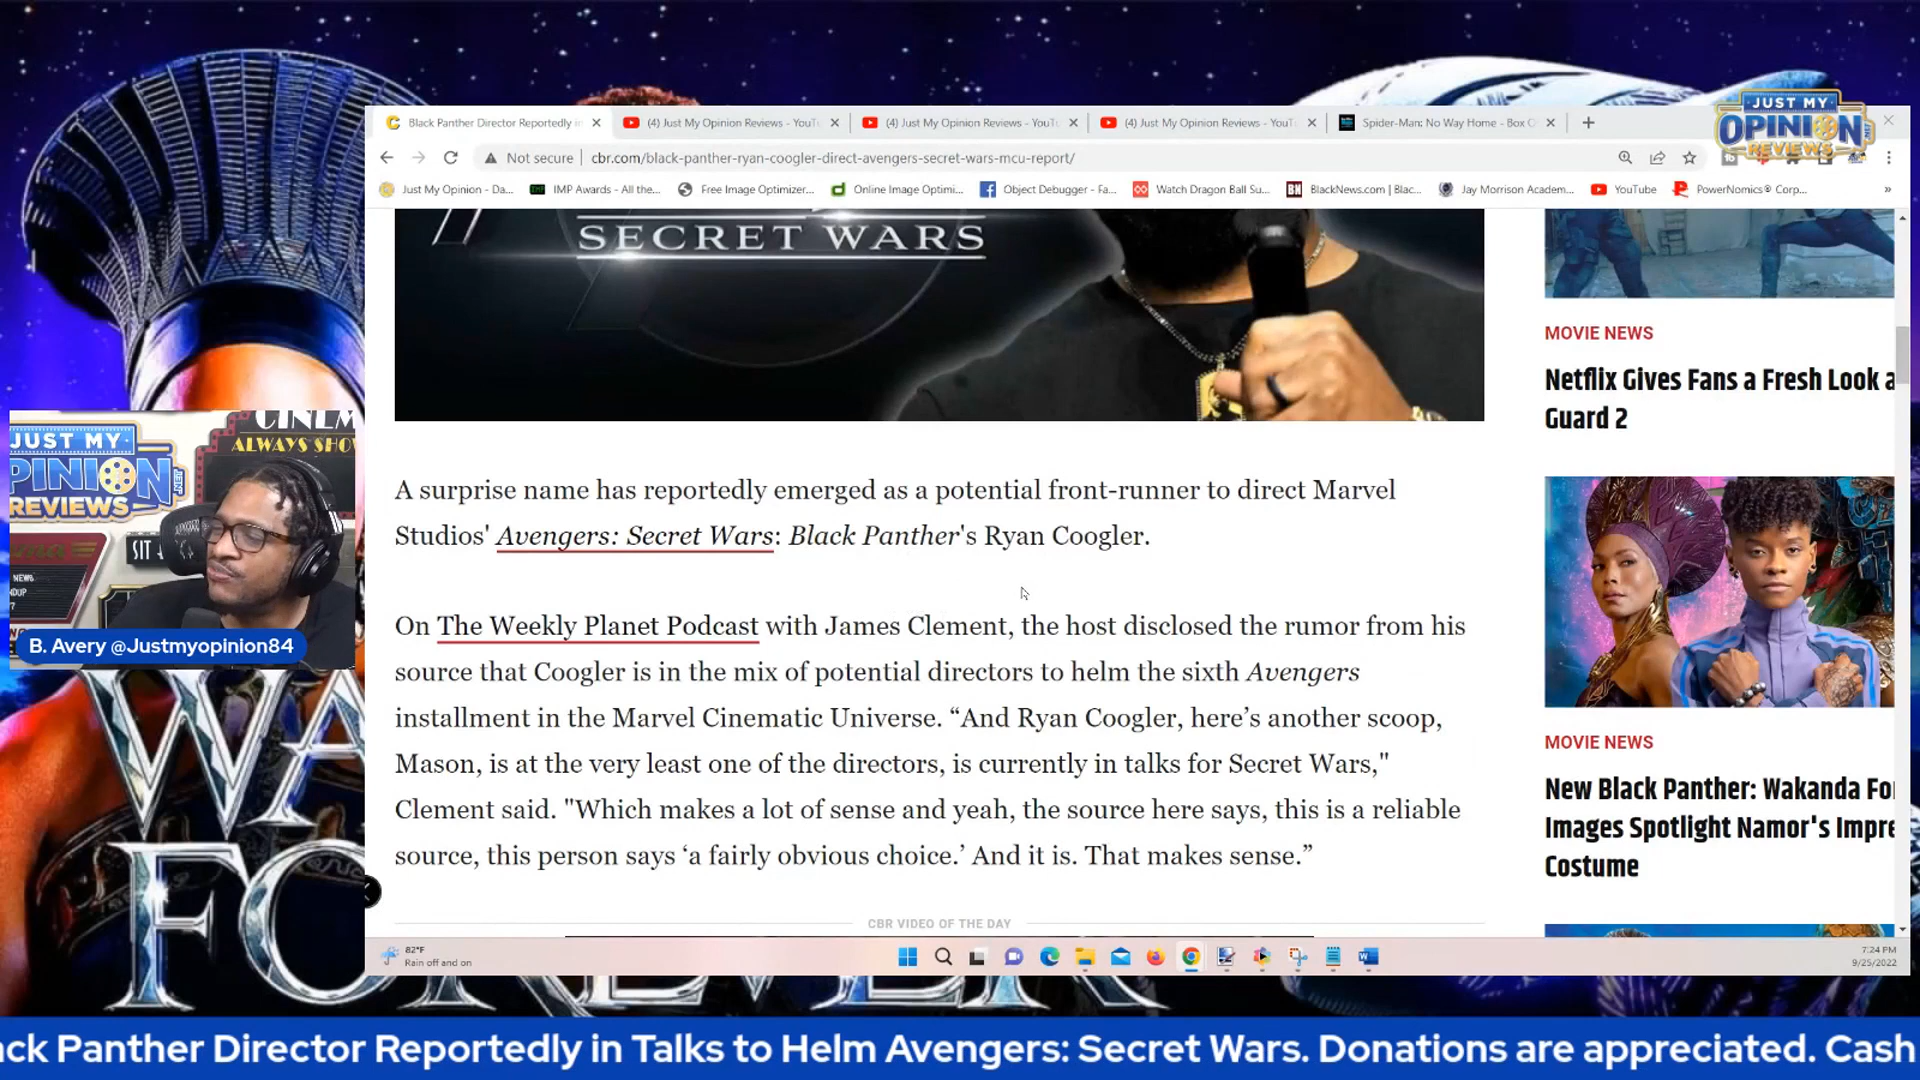 Black Panther Director Reportedly in
(4) Just My Opinion Reviews - YouTu
(4) Just My Opinion Reviews - YouTu
(4) Just My Opinion Reviews - YouTu
Spider-Man: No Way Home - Box O
JUST MY
OPINION
.NET
REVIEWS
Not secure
cbr.com/black-panther-ryan-coogler-direct-avengers-secret-wars-mcu-report/
Just My Opinion - Da...
IMP Awards - All the...
Free Image Optimizer...
Online Image Optimi...
Object Debugger - Fa...
Watch Dragon Ball Su...
BlackNews.com | Blac...
Jay Morrison Academ...
YouTube
PowerNomics® Corp...
SECRET WARS
MOVIE NEWS
Netflix Gives Fans a Fresh Look a
Guard 2
A surprise name has reportedly emerged as a potential front-runner to direct Marvel
Studios' Avengers: Secret Wars: Black Panther's Ryan Coogler.
On The Weekly Planet Podcast with James Clement, the host disclosed the rumor from his
source that Coogler is in the mix of potential directors to helm the sixth Avengers
installment in the Marvel Cinematic Universe. “And Ryan Coogler, here’s another scoop,
Mason, is at the very least one of the directors, is currently in talks for Secret Wars,"
Clement said. "Which makes a lot of sense and yeah, the source here says, this is a reliable
source, this person says ‘a fairly obvious choice.’ And it is. That makes sense.”
CBR VIDEO OF THE DAY
MOVIE NEWS
New Black Panther: Wakanda Fo
Images Spotlight Namor's Impre
Costume
JUST MY
OPINION
.NET
REVIEWS
CINEM
ALWAYS SHO
SIT
NEWS
B. Avery @Justmyopinion84
WA
FOREVER
82°F
Rain off and on
7:24 PM
9/25/2022
ack Panther Director Reportedly in Talks to Helm Avengers: Secret Wars. Donations are appreciated. Cash